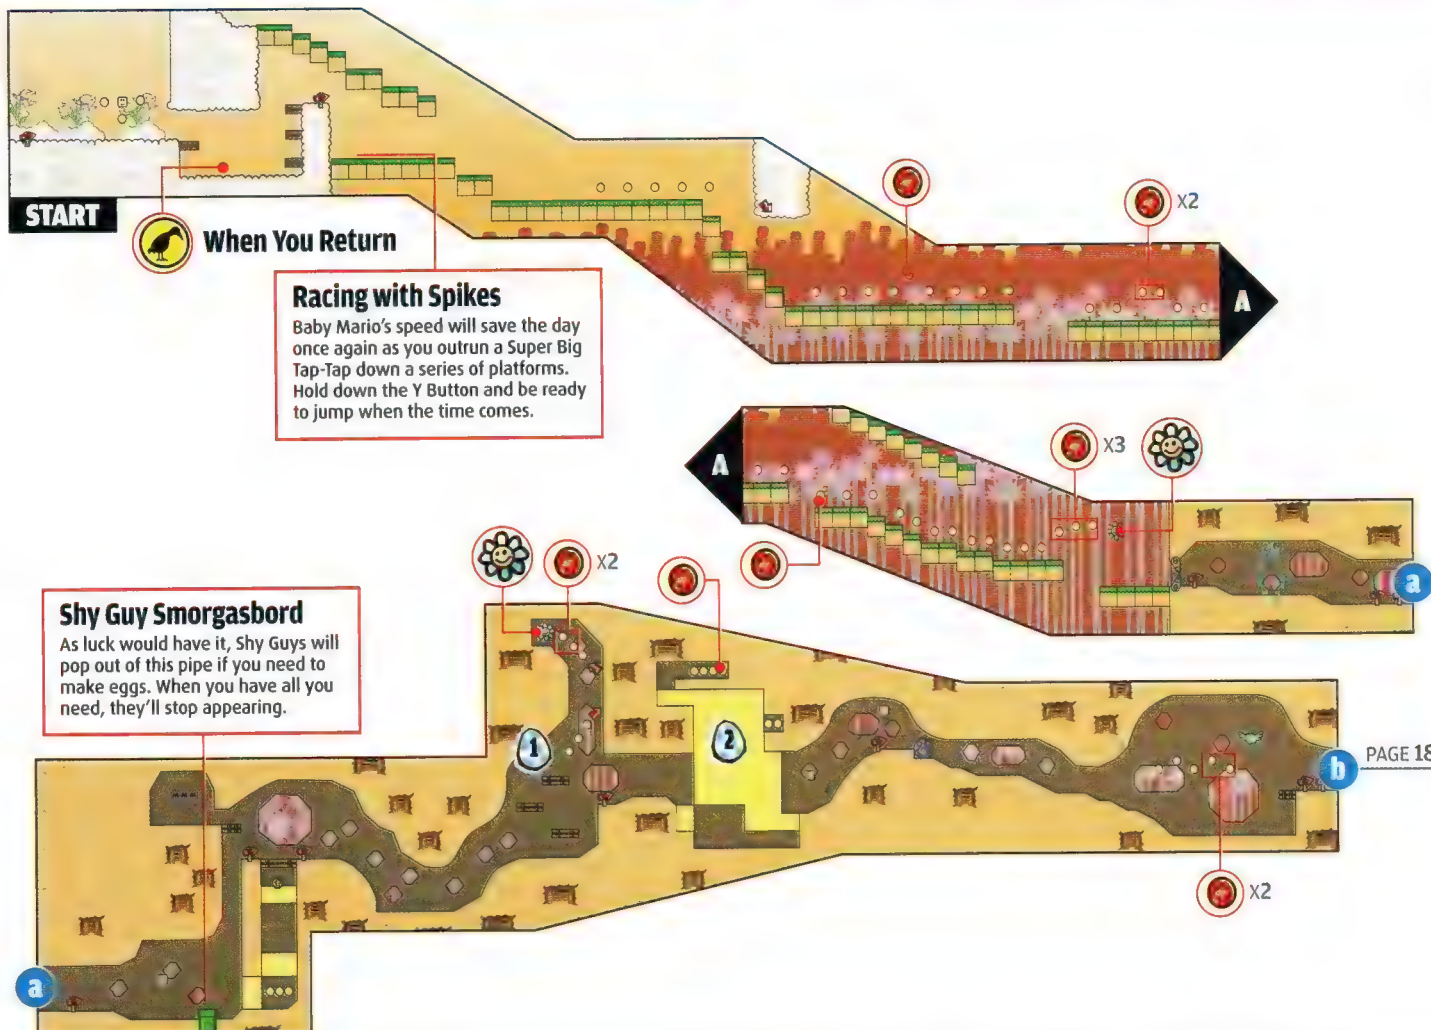 START
When You Return
Racing with Spikes
Baby Mario's speed will save the day
once again as you outrun a Super Big
Tap-Tap down a series of platforms.
Hold down the Y Button and be ready
to jump when the time comes.
X2
A
A
X3
a
X2
Shy Guy Smorgasbord
As luck would have it, Shy Guys will
pop out of this pipe if you need to
make eggs. When you have all you
need, they'll stop appearing.
1
2
b
PAGE 18
X2
a